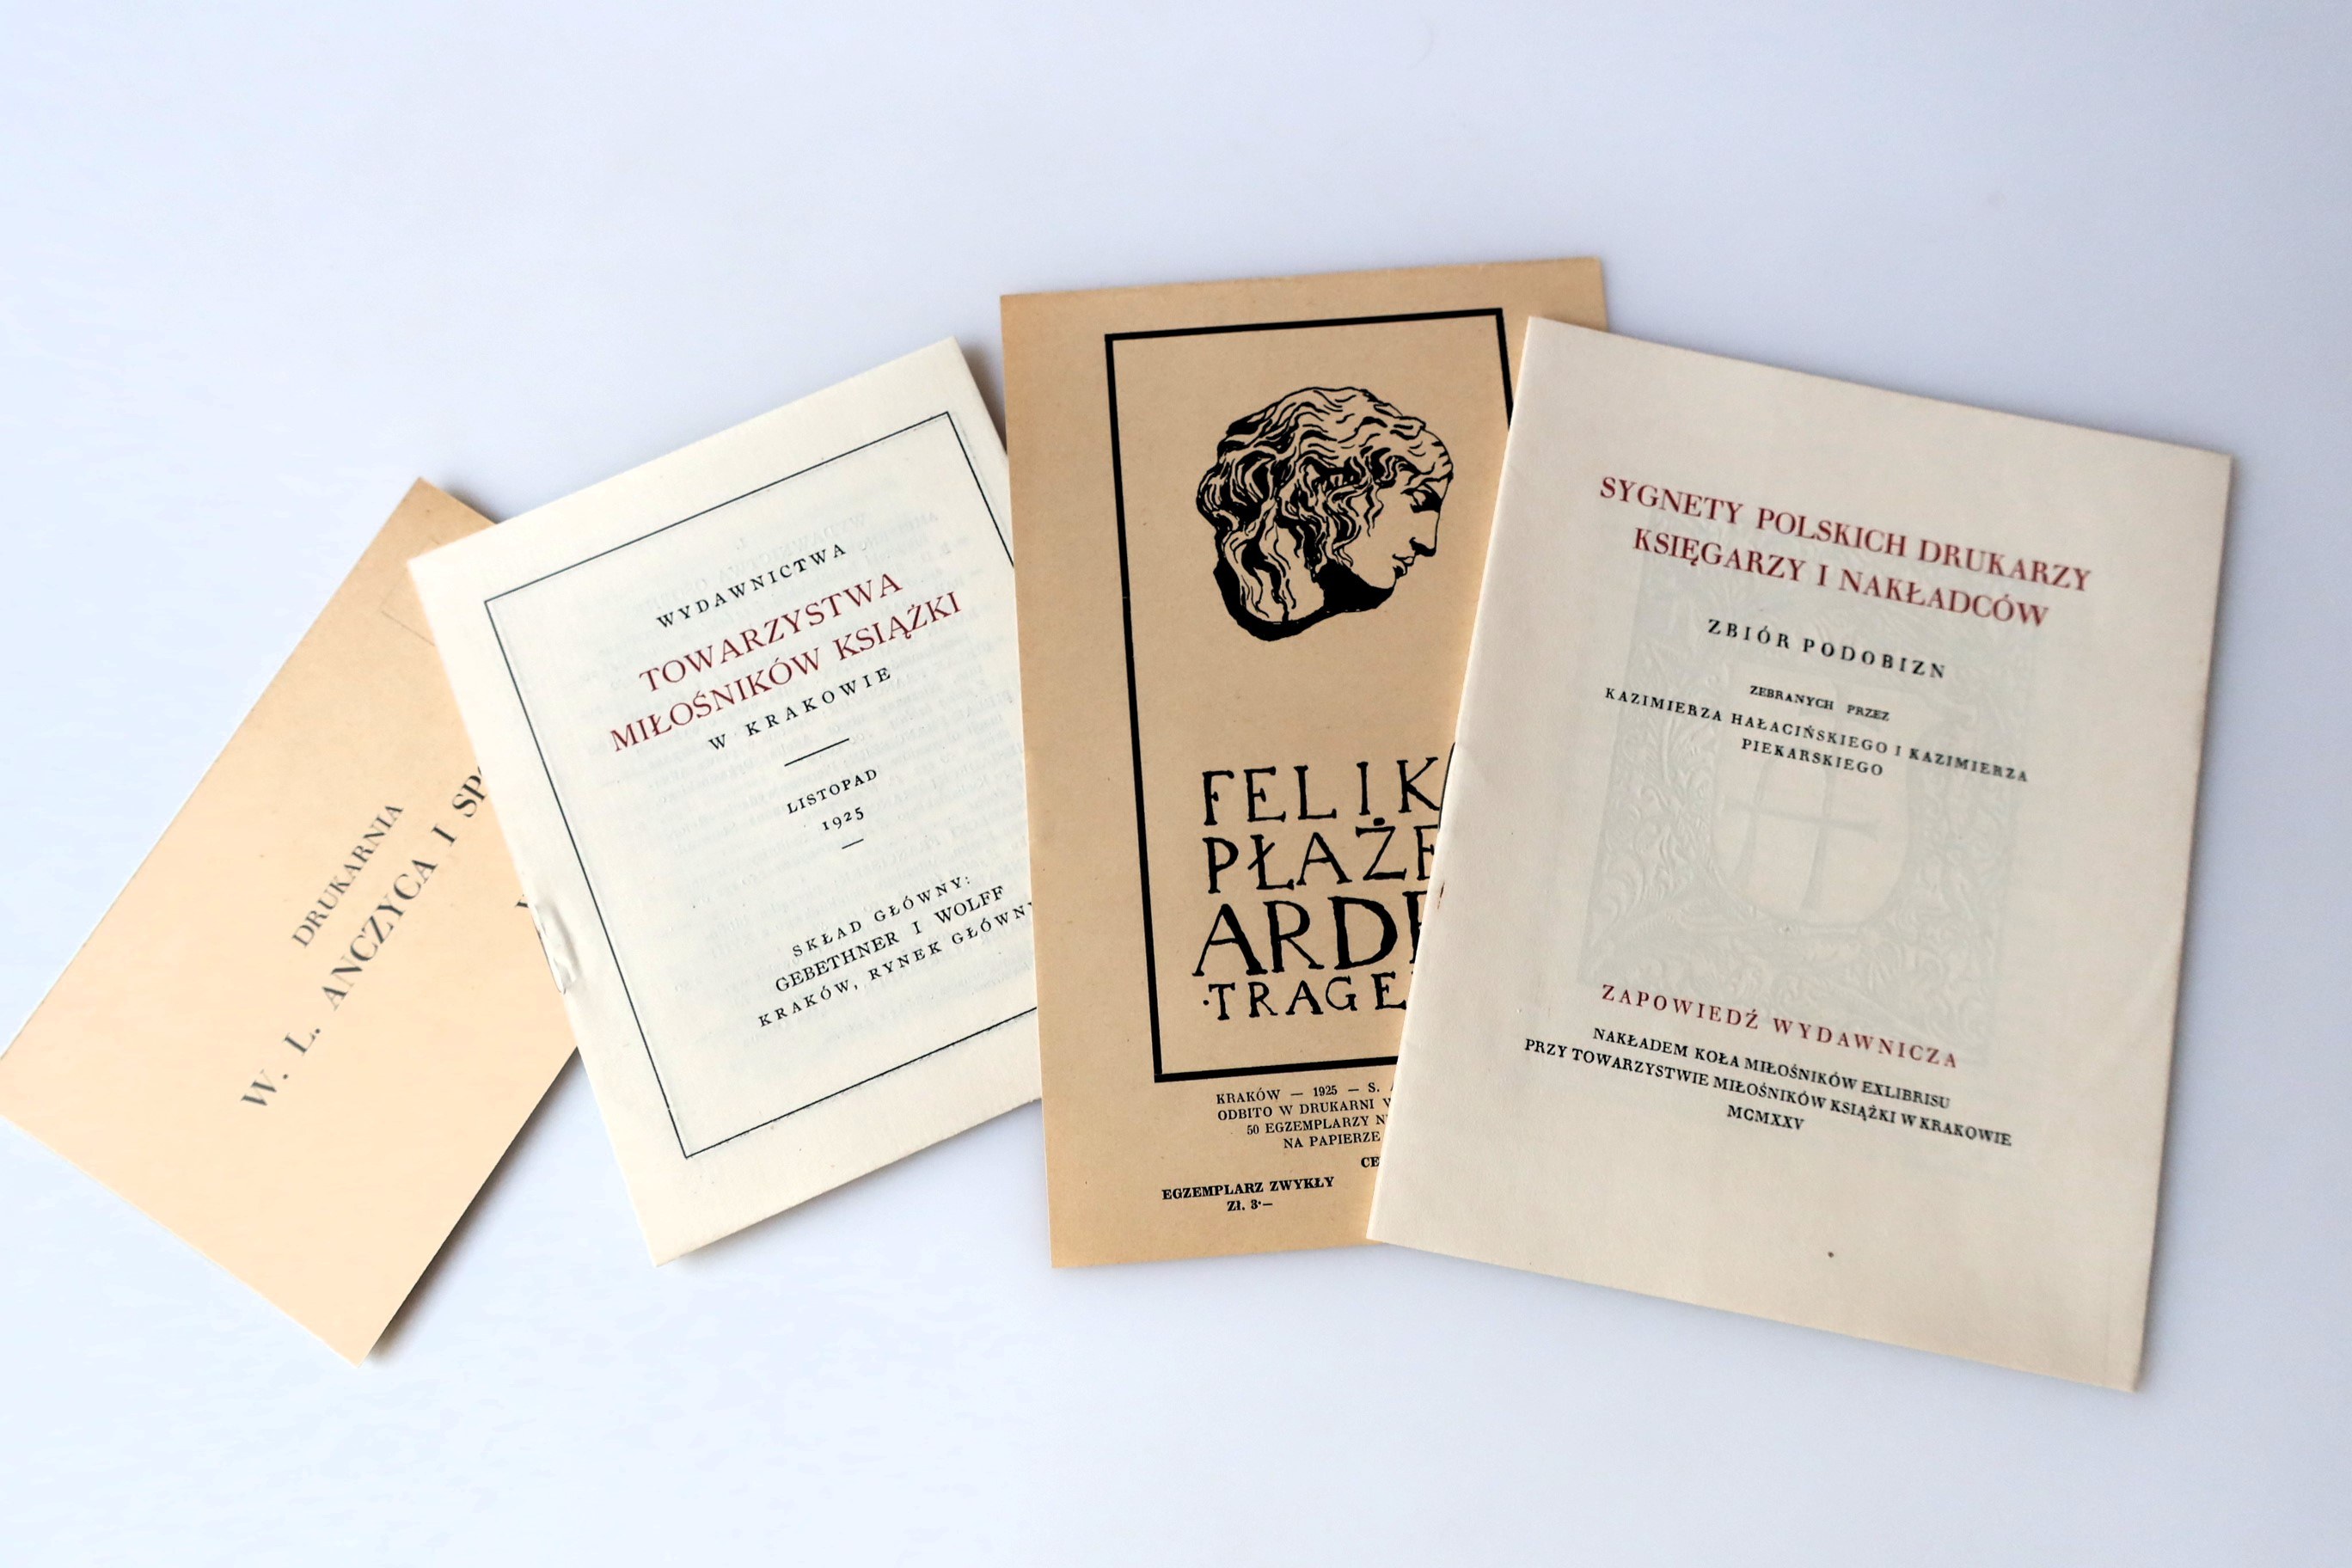 DRUKARNIA
W. L. ANCZYCA I
WYDAWNICTWA
TOWARZYSTWA
MIŁOŚNIKÓW KSIĄŻKI
W KRAKOWIE
LISTOPAD
1925
SKŁAD GŁÓWNY:
GEBETHNER I WOLFF
KRAKÓW, RYNEK GŁÓWNY
FELIK
PŁAŻE
ARDE
·TRAGE
KRAKÓW — 1925 — S.
ODBITO W DRUKARNI W
50 EGZEMPLARZY
NA PAPIERZE
CE
EGZEMPLARZ ZWYKŁY
Zł. 3·—
SYGNETY POLSKICH DRUKARZY
KSIĘGARZY I NAKŁADCÓW
ZBIÓR PODOBIZN
ZEBRANYCH PRZEZ
KAZIMIERZA HAŁACIŃSKIEGO I KAZIMIERZA
PIEKARSKIEGO
ZAPOWIEDŹ WYDAWNICZA
NAKŁADEM KOŁA MIŁOŚNIKÓW EXLIBRISU
PRZY TOWARZYSTWIE MIŁOŚNIKÓW KSIĄŻKI W KRAKOWIE
MCMXXV